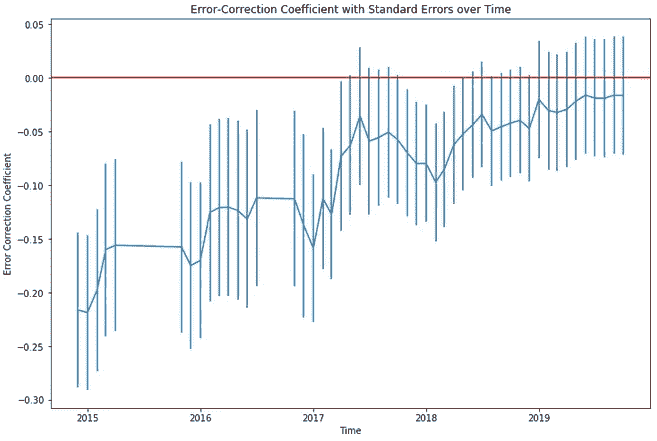 Error-Correction Coefficient with Standard Errors over Time
0.05
0.00
−0.05
−0.10
−0.15
−0.20
−0.25
−0.30
Error Correction Coefficient
2015 2016 2017 2018 2019
Time